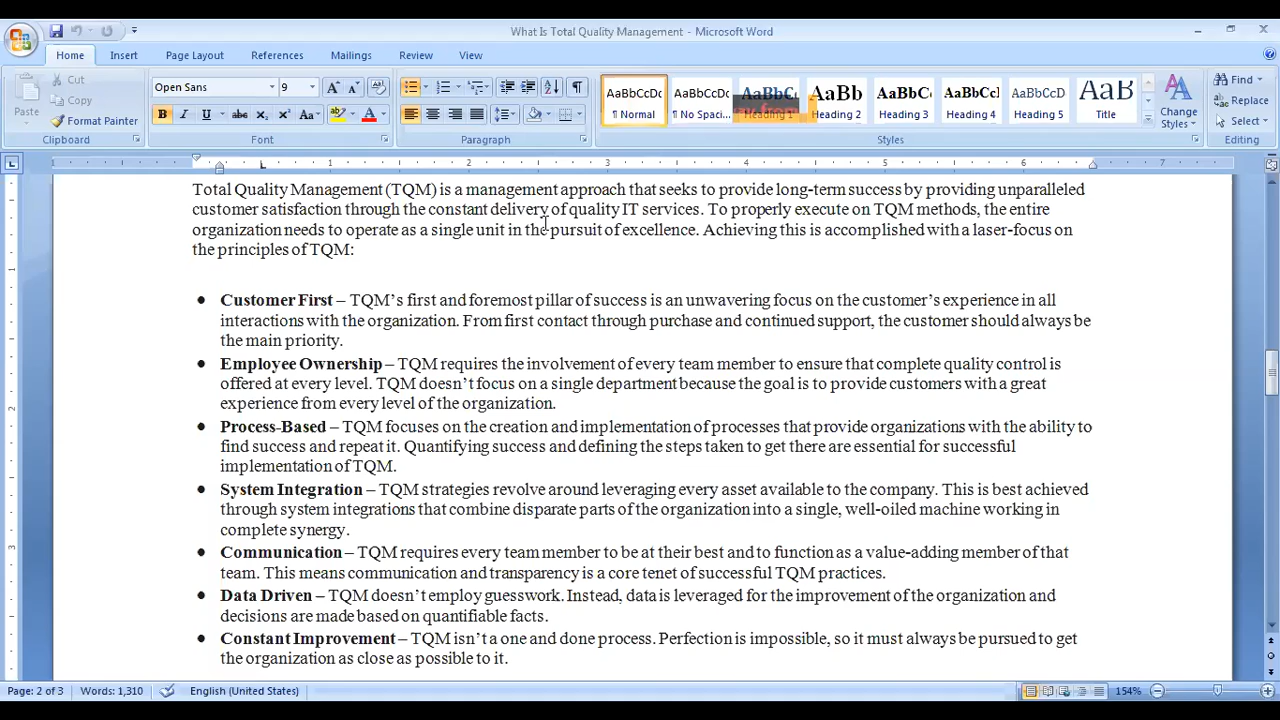 What Is Total Quality Management - Microsoft Word
Home Insert Page Layout References Mailings Review View
Paste Cut Copy Format Painter
Open Sans 9
AaBbCcDc AaBbCcDc AaBbC AaBb AaBbC AaBbCcI AaBbCcD AaB
¶ Normal ¶ No Spaci... Heading 1 Heading 2 Heading 3 Heading 4 Heading 5 Title
Change Styles
Find Replace Select
Clipboard Font Paragraph Styles Editing
1 2 3 4 5 6 7
Total Quality Management (TQM) is a management approach that seeks to provide long-term success by providing unparalleled
customer satisfaction through the constant delivery of quality IT services. To properly execute on TQM methods, the entire
organization needs to operate as a single unit in the pursuit of excellence. Achieving this is accomplished with a laser-focus on
the principles of TQM:
● Customer First – TQM’s first and foremost pillar of success is an unwavering focus on the customer’s experience in all
interactions with the organization. From first contact through purchase and continued support, the customer should always be
the main priority.
● Employee Ownership – TQM requires the involvement of every team member to ensure that complete quality control is
offered at every level. TQM doesn’t focus on a single department because the goal is to provide customers with a great
experience from every level of the organization.
● Process-Based – TQM focuses on the creation and implementation of processes that provide organizations with the ability to
find success and repeat it. Quantifying success and defining the steps taken to get there are essential for successful
implementation of TQM.
● System Integration – TQM strategies revolve around leveraging every asset available to the company. This is best achieved
through system integrations that combine disparate parts of the organization into a single, well-oiled machine working in
complete synergy.
● Communication – TQM requires every team member to be at their best and to function as a value-adding member of that
team. This means communication and transparency is a core tenet of successful TQM practices.
● Data Driven – TQM doesn’t employ guesswork. Instead, data is leveraged for the improvement of the organization and
decisions are made based on quantifiable facts.
● Constant Improvement – TQM isn’t a one and done process. Perfection is impossible, so it must always be pursued to get
the organization as close as possible to it.
Page: 2 of 3 Words: 1,310 English (United States) 154%